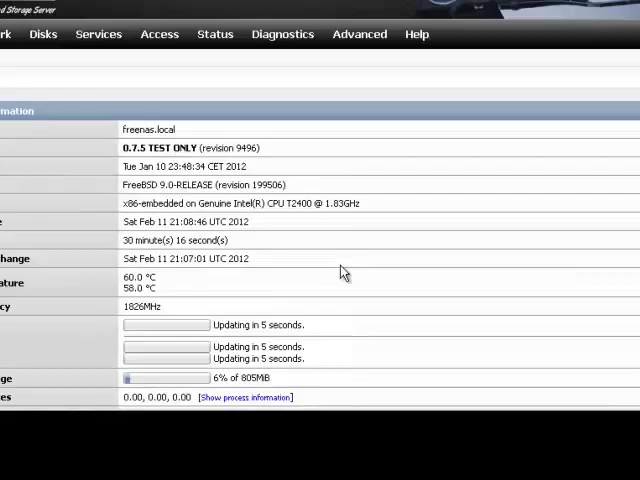 d Storage Server
rk Disks Services Access Status Diagnostics Advanced Help
mation
freenas.local
0.7.5 TEST ONLY (revision 9496)
Tue Jan 10 23:48:34 CET 2012
FreeBSD 9.0-RELEASE (revision 199506)
x86-embedded on Genuine Intel(R) CPU T2400 @ 1.83GHz
e Sat Feb 11 21:08:46 UTC 2012
30 minute(s) 16 second(s)
hange Sat Feb 11 21:07:01 UTC 2012
ature 60.0 °C
58.0 °C
cy 1826MHz
Updating in 5 seconds.
Updating in 5 seconds.
Updating in 5 seconds.
ge 6% of 805MiB
es 0.00, 0.00, 0.00 [Show process information]